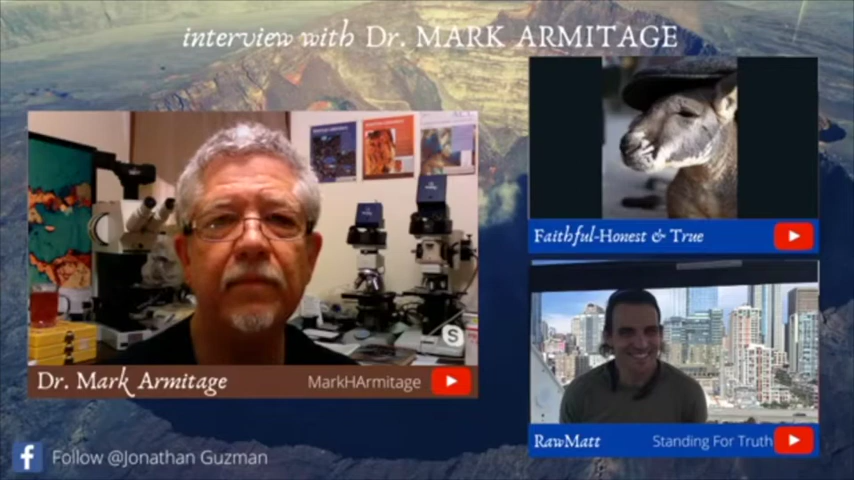 interview with Dr. MARK ARMITAGE
Faithful-Honest & True
Dr. Mark Armitage
MarkHArmitage
RawMatt
Standing For Truth
Follow @Jonathan Guzman